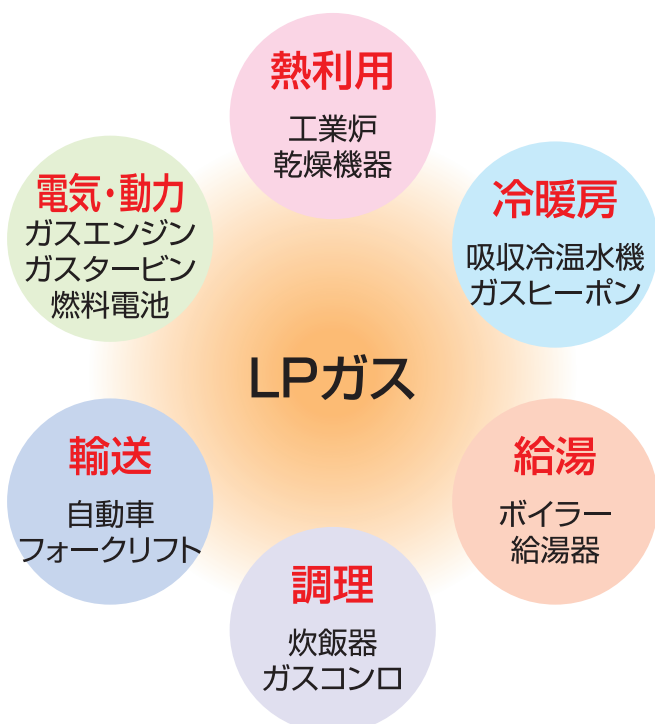 熱利用
工業炉
乾燥機器
電気・動力
ガスエンジン
ガスタービン
燃料電池
冷暖房
吸収冷温水機
ガスヒーポン
LPガス
輸送
自動車
フォークリフト
給湯
ボイラー
給湯器
調理
炊飯器
ガスコンロ